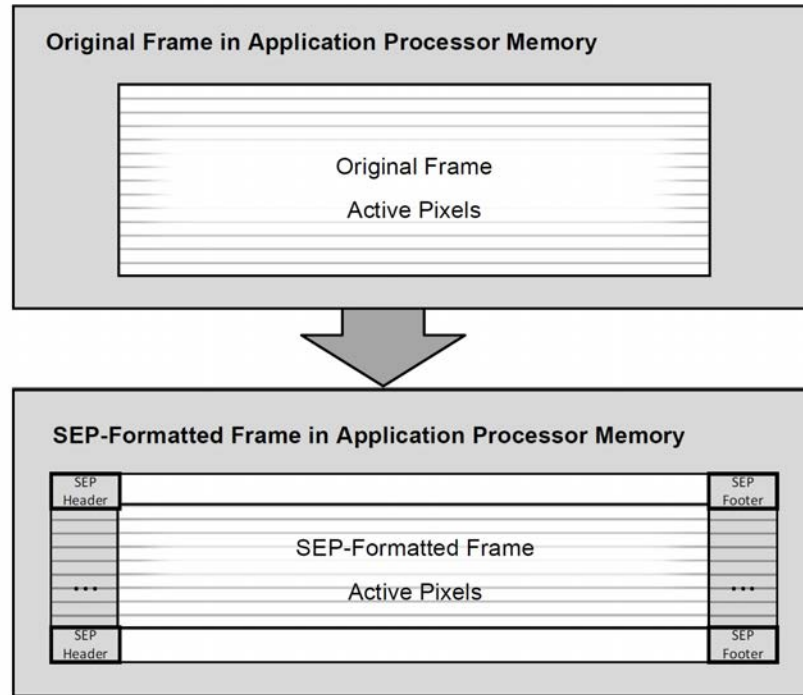 Original Frame in Application Processor Memory
Original Frame
Active Pixels
SEP-Formatted Frame in Application Processor Memory
SEP
Header
SEP
Footer
SEP-Formatted Frame
Active Pixels
...
...
SEP
Header
SEP
Footer